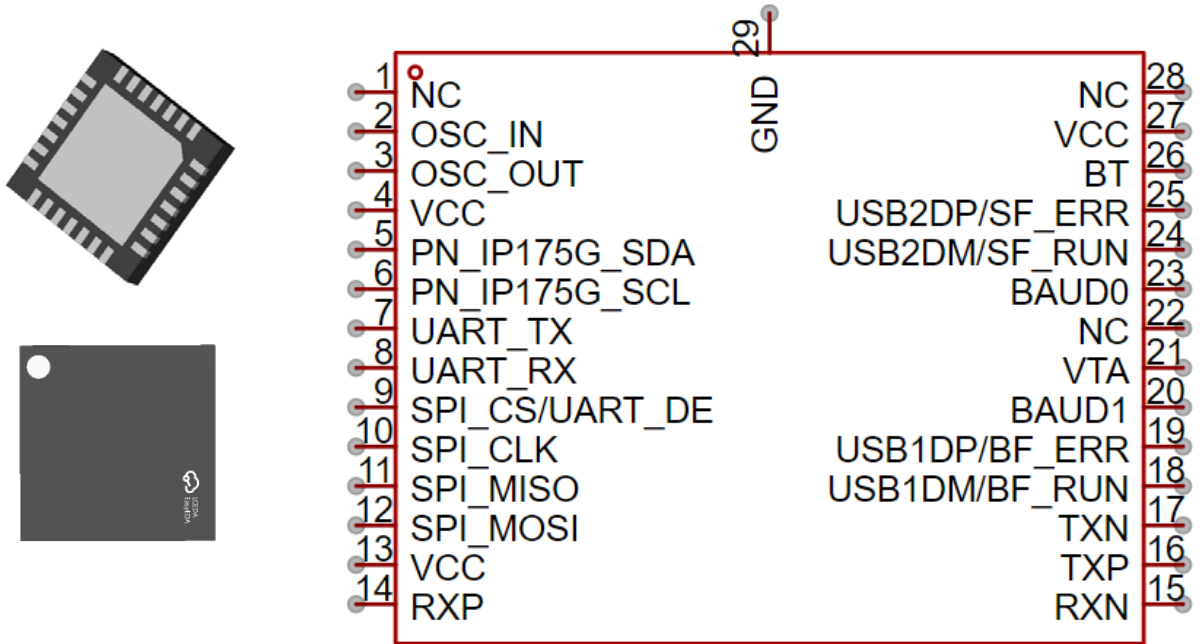 29
GND
1 NC
2 OSC_IN
3 OSC_OUT
4 VCC
5 PN_IP175G_SDA
6 PN_IP175G_SCL
7 UART_TX
8 UART_RX
9 SPI_CS/UART_DE
10 SPI_CLK
11 SPI_MISO
12 SPI_MOSI
13 VCC
14 RXP
NC 28
VCC 27
BT 26
USB2DP/SF_ERR 25
USB2DM/SF_RUN 24
BAUD0 23
NC 22
VTA 21
BAUD1 20
USB1DP/BF_ERR 19
USB1DM/BF_RUN 18
TXN 17
TXP 16
RXN 15
LCEDA
EasyEDA